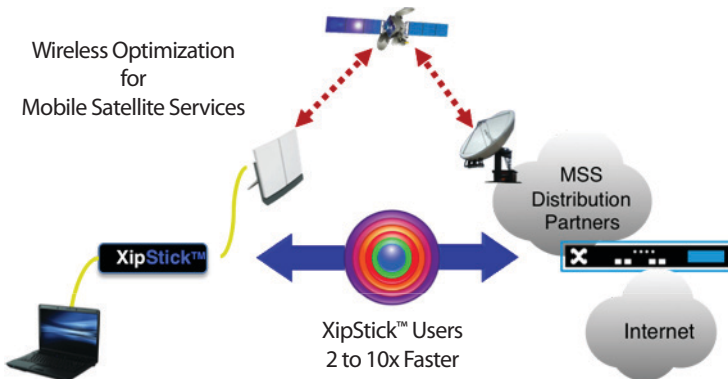 Wireless Optimization
for
Mobile Satellite Services
MSS
Distribution
Partners
XipStick™
XipStick™ Users
2 to 10x Faster
Internet